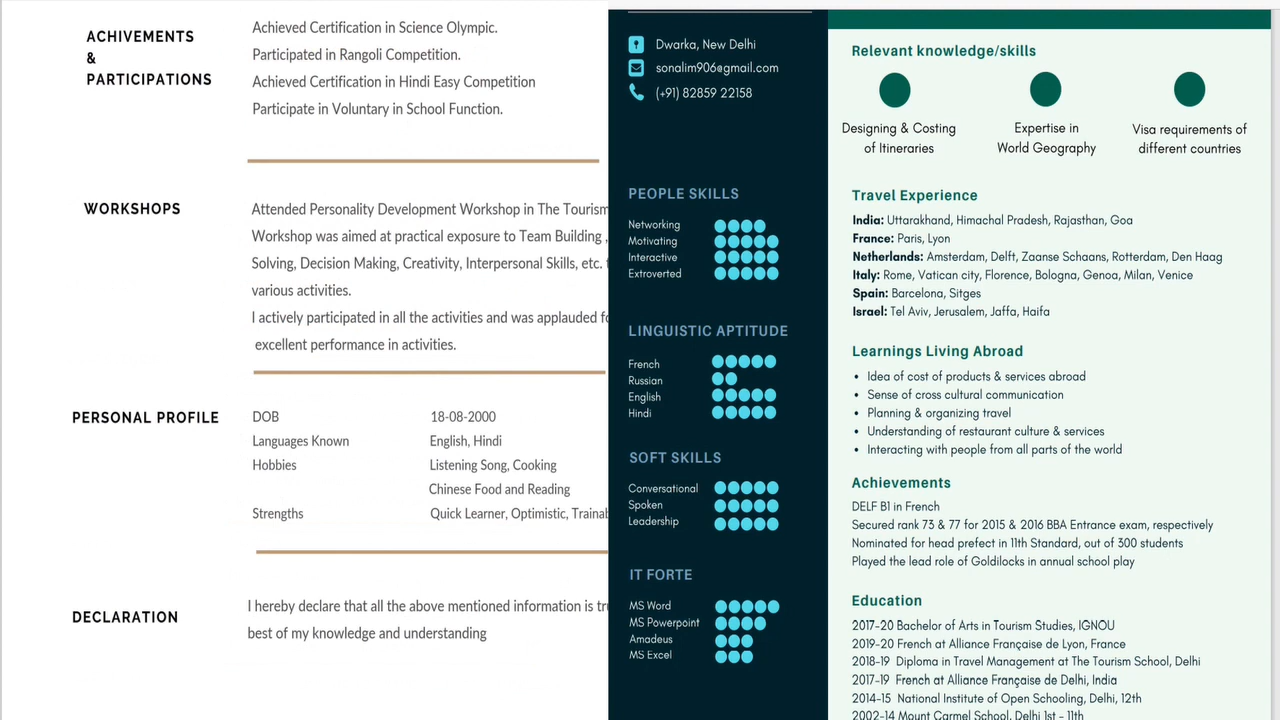 ACHIVEMENTS
&
PARTICIPATIONS
Achieved Certification in Science Olympic.
Participated in Rangoli Competition.
Achieved Certification in Hindi Easy Competition
Participate in Voluntary in School Function.
WORKSHOPS
Attended Personality Development Workshop in The Tourism
Workshop was aimed at practical exposure to Team Building ,
Solving, Decision Making, Creativity, Interpersonal Skills, etc.
various activities.
I actively participated in all the activities and was applauded
excellent performance in activities.
PERSONAL PROFILE
DOB 18-08-2000
Languages Known English, Hindi
Hobbies Listening Song, Cooking
Chinese Food and Reading
Strengths Quick Learner, Optimistic,
DECLARATION
I hereby declare that all the above mentioned information is
best of my knowledge and understanding
Dwarka, New Delhi
sonalim906@gmail.com
(+91) 82859 22158
PEOPLE SKILLS
Networking
Motivating
Interactive
Extroverted
LINGUISTIC APTITUDE
French
Russian
English
Hindi
SOFT SKILLS
Conversational
Spoken
Leadership
IT FORTE
MS Word
MS Powerpoint
Amadeus
MS Excel
Relevant knowledge/skills
Designing & Costing
of Itineraries
Expertise in
World Geography
Visa requirements of
different countries
Travel Experience
India: Uttarakhand, Himachal Pradesh, Rajasthan, Goa
France: Paris, Lyon
Netherlands: Amsterdam, Delft, Zaanse Schaans, Rotterdam, Den Haag
Italy: Rome, Vatican city, Florence, Bologna, Genoa, Milan, Venice
Spain: Barcelona, Sitges
Israel: Tel Aviv, Jerusalem, Jaffa, Haifa
Learnings Living Abroad
• Idea of cost of products & services abroad
• Sense of cross cultural communication
• Planning & organizing travel
• Understanding of restaurant culture & services
• Interacting with people from all parts of the world
Achievements
DELF B1 in French
Secured rank 73 & 77 for 2015 & 2016 BBA Entrance exam, respectively
Nominated for head prefect in 11th Standard, out of 300 students
Played the lead role of Goldilocks in annual school play
Education
2017-20 Bachelor of Arts in Tourism Studies, IGNOU
2019-20 French at Alliance Française de Lyon, France
2018-19 Diploma in Travel Management at The Tourism School, Delhi
2017-19 French at Alliance Française de Delhi, India
2014-15 National Institute of Open Schooling, Delhi, 12th
2002-14 Mount Carmel School, Delhi 1st - 11th